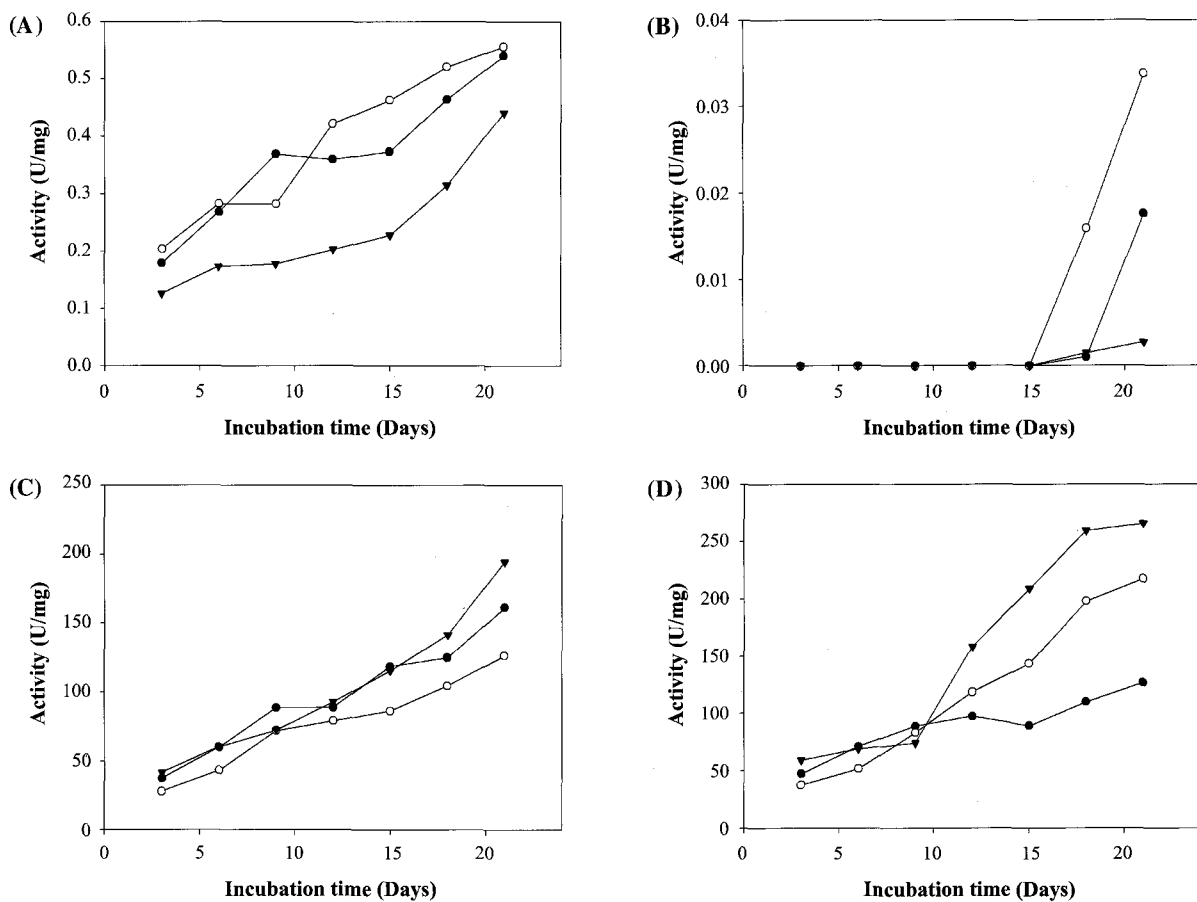 (A)
0.6
0.5
0.4
0.3
0.2
0.1
0.0
Activity (U/mg)
0 5 10 15 20
Incubation time (Days)
(B)
0.04
0.03
0.02
0.01
0.00
Activity (U/mg)
0 5 10 15 20
Incubation time (Days)
(C)
250
200
150
100
50
0
Activity (U/mg)
0 5 10 15 20
Incubation time (Days)
(D)
300
250
200
150
100
50
0
Activity (U/mg)
0 5 10 15 20
Incubation time (Days)